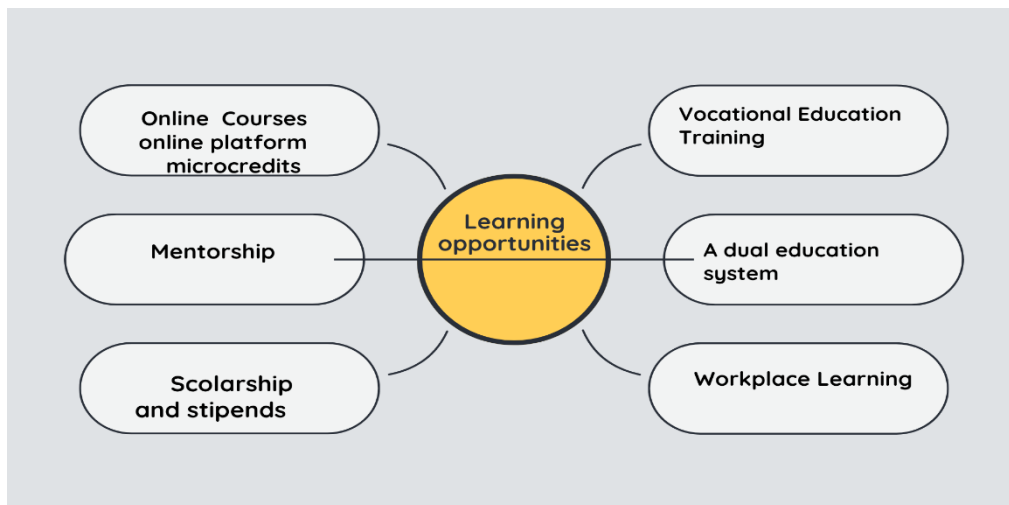 Online Courses
online platform
microcredits
Mentorship
Scolarship
and stipends
Learning
opportunities
Vocational Education
Training
A dual education
system
Workplace Learning